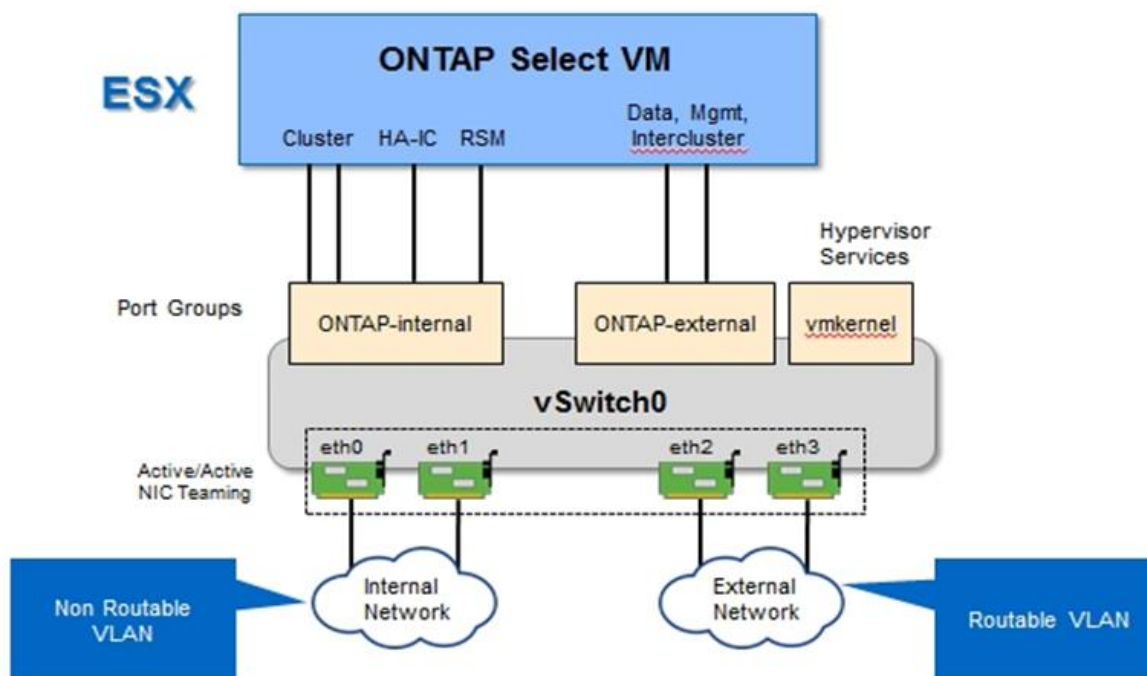 ONTAP Select VM
ESX
Data, Mgmt,
Intercluster
Cluster
HA-IC
RSM
Hypervisor
Services
Port Groups
ONTAP-internal
ONTAP-external
vmkernel
vSwitch0
eth0
eth1
eth2
eth3
Active/Active
NIC Teaming
Internal
Network
External
Network
Non Routable
VLAN
Routable VLAN